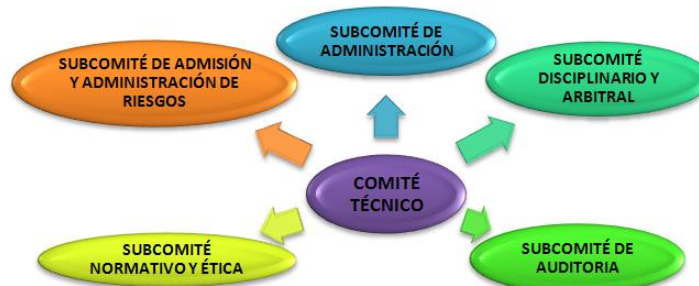 SUBCOMITÉ DE
ADMINISTRACIÓN
SUBCOMITÉ DE ADMISIÓN
Y ADMINISTRACIÓN DE
RIESGOS
SUBCOMITÉ
DISCIPLINARIO Y
ARBITRAL
COMITÉ
TÉCNICO
SUBCOMITÉ
NORMATIVO Y ÉTICA
SUBCOMITÉ DE
AUDITORIA